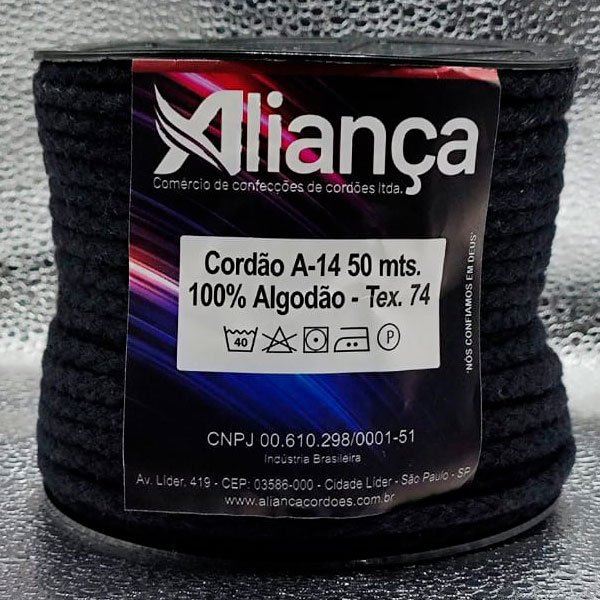 Aliança
Comércio de confecções de cordões ltda.
Cordão A-14 50 mts.
100% Algodão - Tex. 74
40
P
'NÓS CONFIAMOS EM DEUS'
CNPJ 00.610.298/0001-51
Indústria Brasileira
Av. Líder, 419 - CEP: 03586-000 - Cidade Líder - São Paulo - SP
www.aliancacordoes.com.br